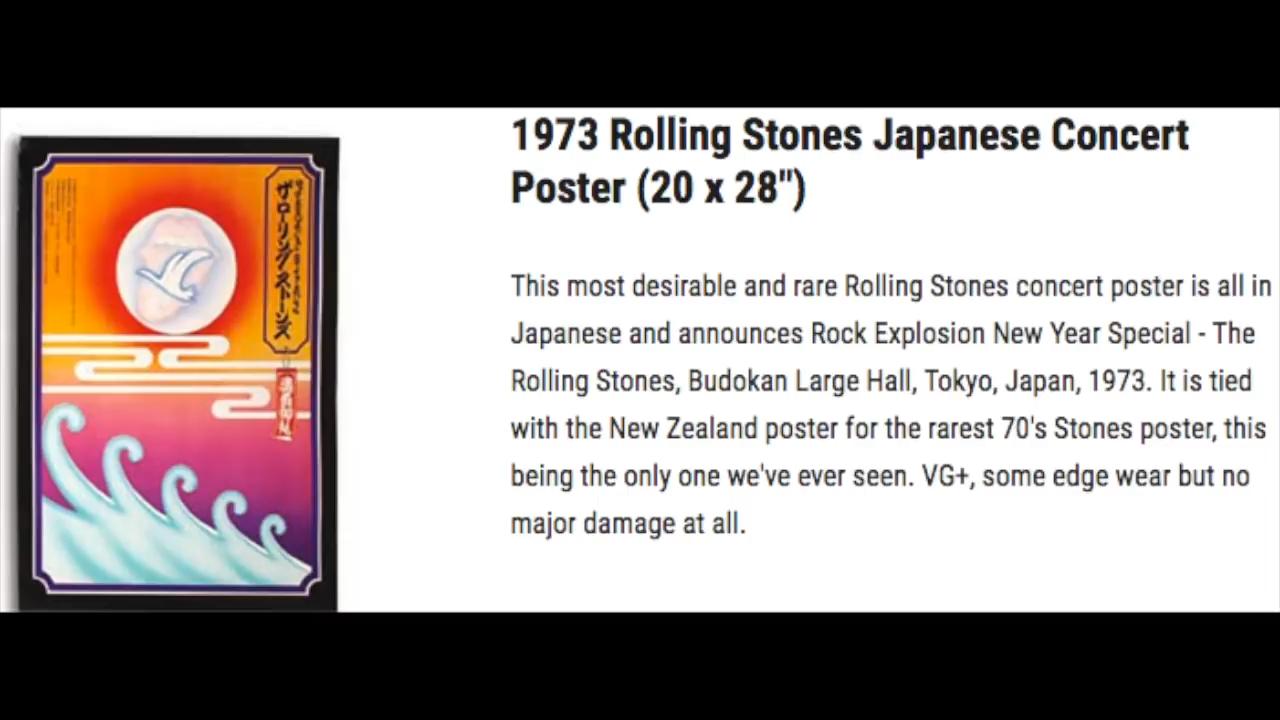 ザ ローリング ストーンズ
1973 Rolling Stones Japanese Concert
Poster (20 x 28")
This most desirable and rare Rolling Stones concert poster is all in
Japanese and announces Rock Explosion New Year Special - The
Rolling Stones, Budokan Large Hall, Tokyo, Japan, 1973. It is tied
with the New Zealand poster for the rarest 70's Stones poster, this
being the only one we've ever seen. VG+, some edge wear but no
major damage at all.